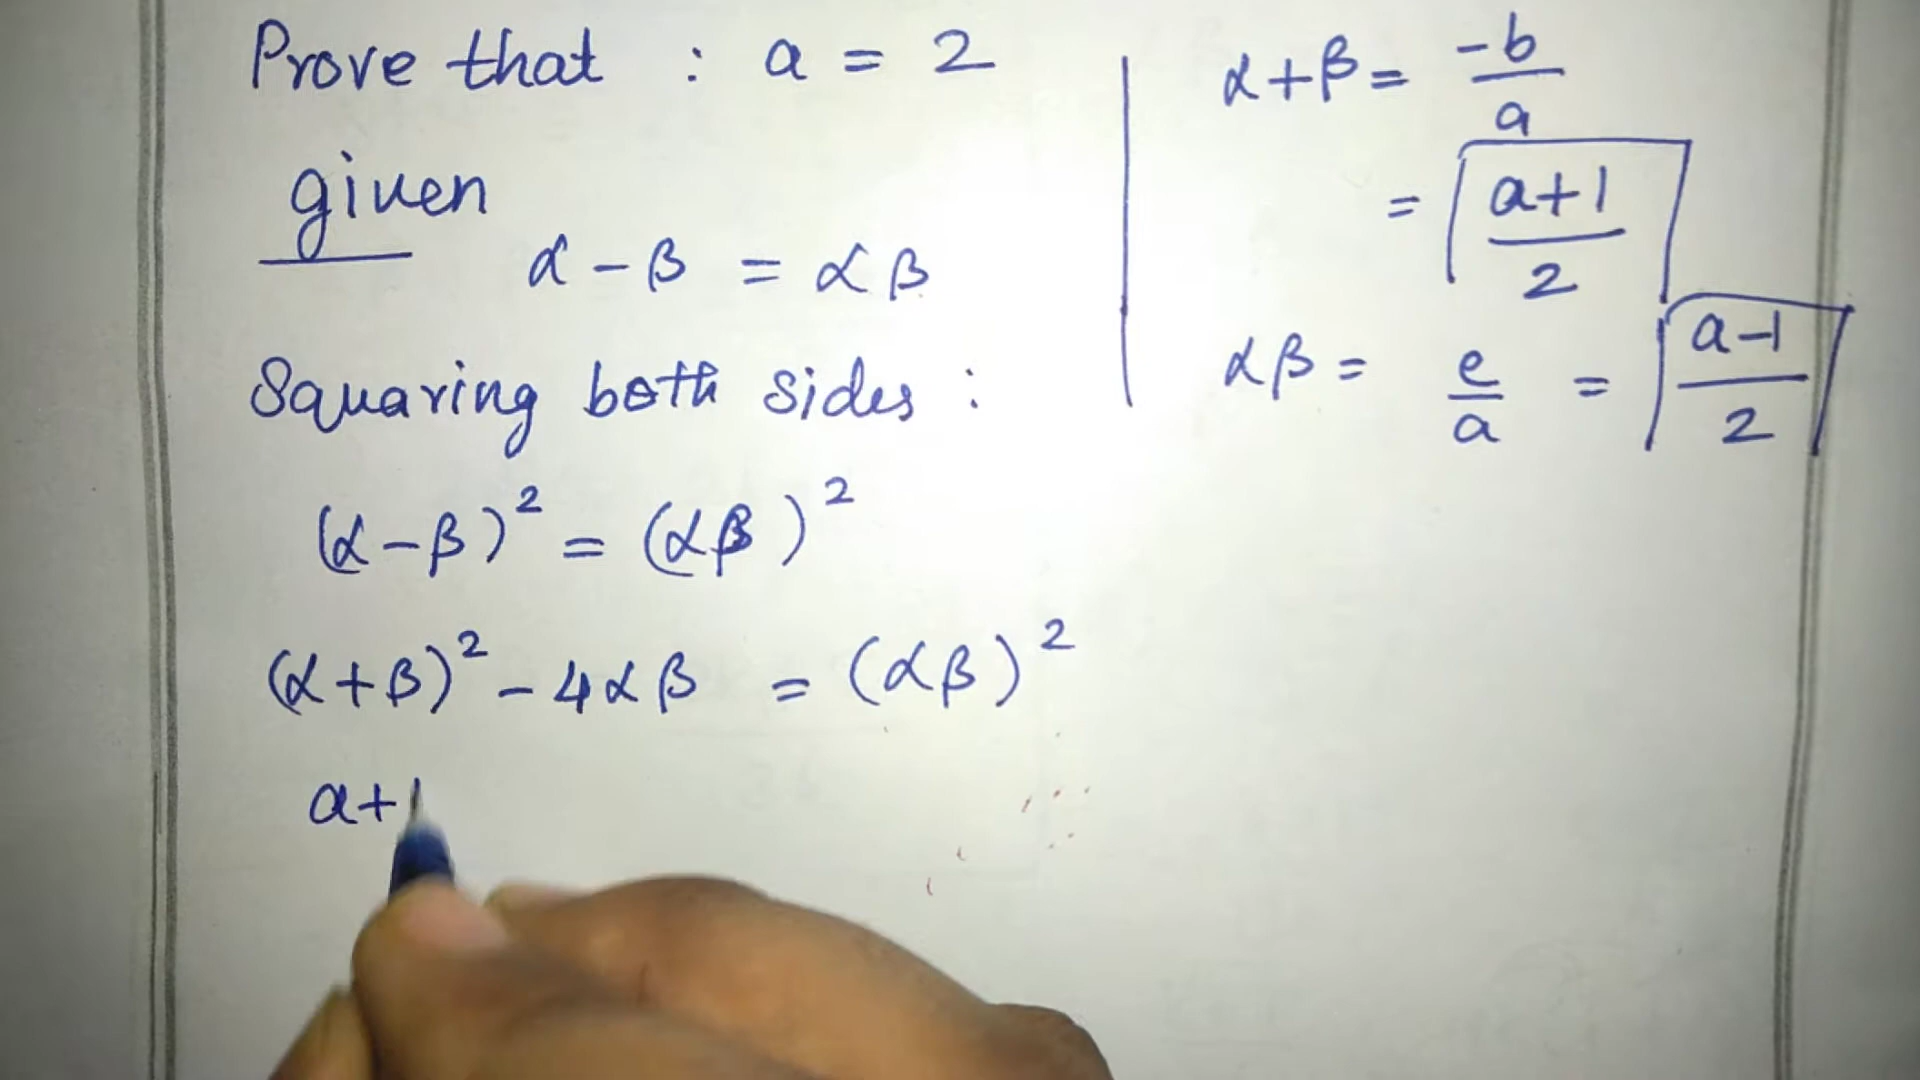 Prove that : a = 2
given
α - β = αβ
Squaring both sides :
(α-β)² = (αβ)²
(α+β)² - 4αβ = (αβ)²
a+1
α+β = -b/a
= a+1/2
αβ = e/a = a-1/2